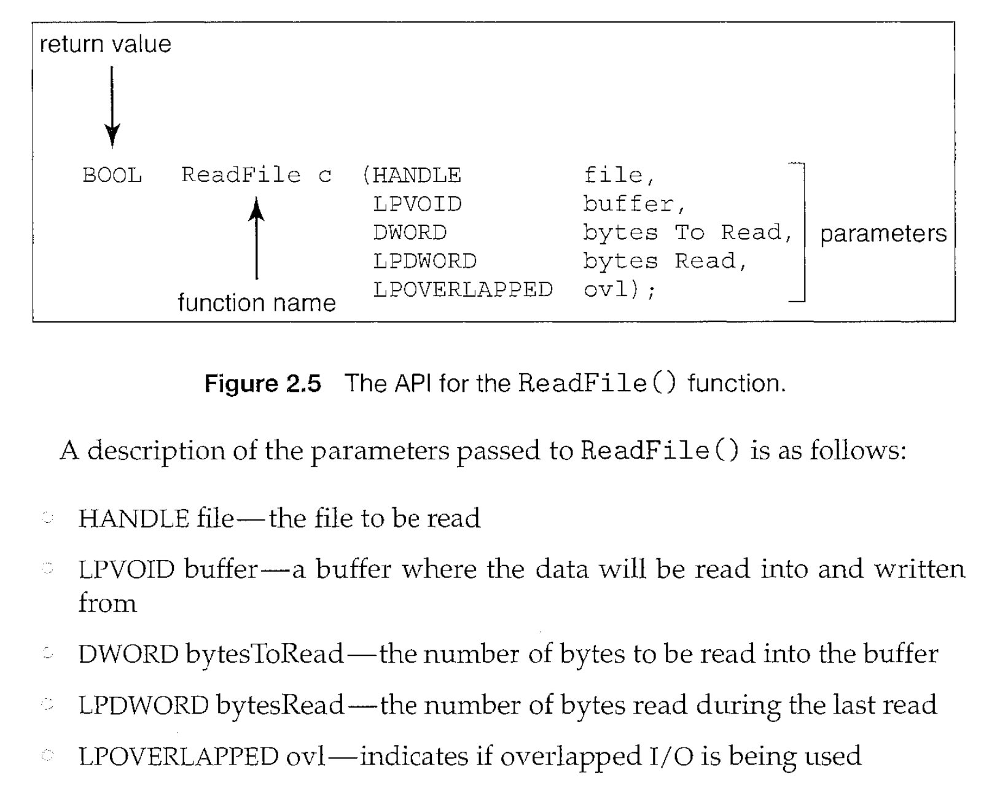 return value
BOOL ReadFile c (HANDLE file,
LPVOID buffer,
DWORD bytes To Read,
parameters
LPDWORD bytes Read,
LPOVERLAPPED ovl);
function name
Figure 2.5 The API for the ReadFile() function.
A description of the parameters passed to ReadFile() is as follows:
HANDLE file—the file to be read
LPVOID buffer—a buffer where the data will be read into and written
from
DWORD bytesToRead—the number of bytes to be read into the buffer
LPDWORD bytesRead—the number of bytes read during the last read
LPOVERLAPPED ovl—indicates if overlapped I/O is being used